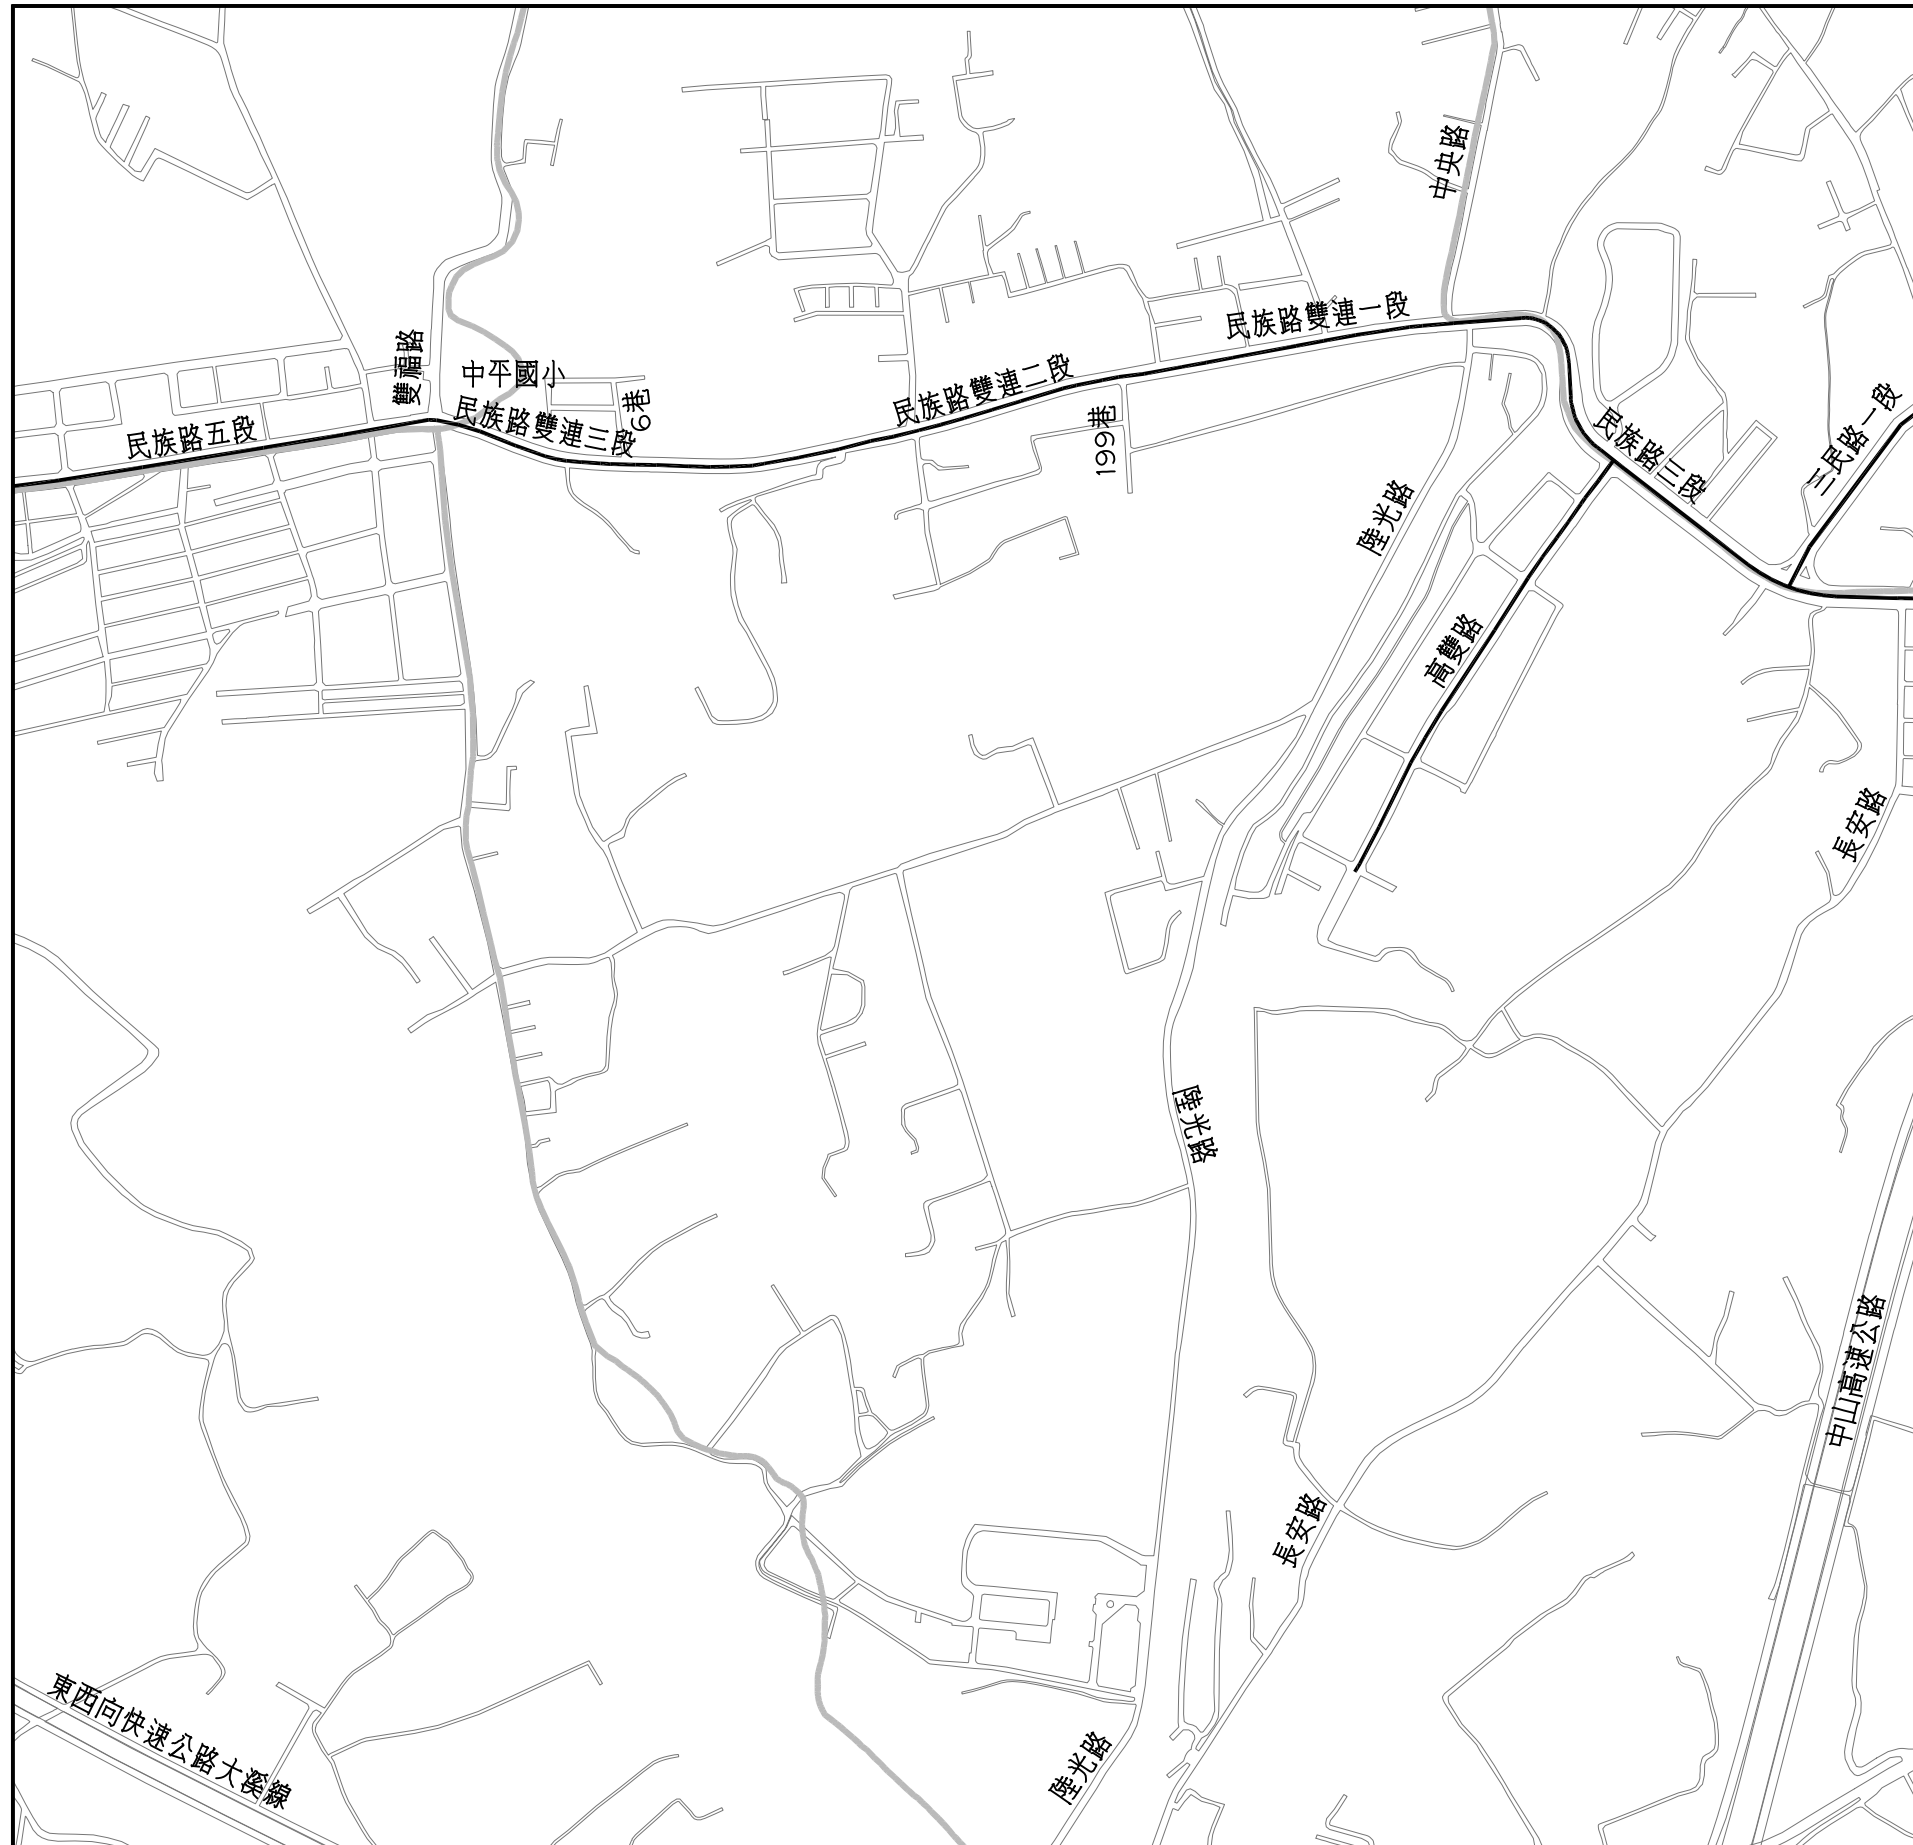 中央路
民族路雙連一段
雙福路
中平國小
民族路雙連二段
6巷
民族路雙連三段
199巷
民族路五段
民族路三段
三民路一段
陸光路
高雙路
長安路
陸光路
中山高速公路
長安路
東西向快速公路大溪線
陸光路